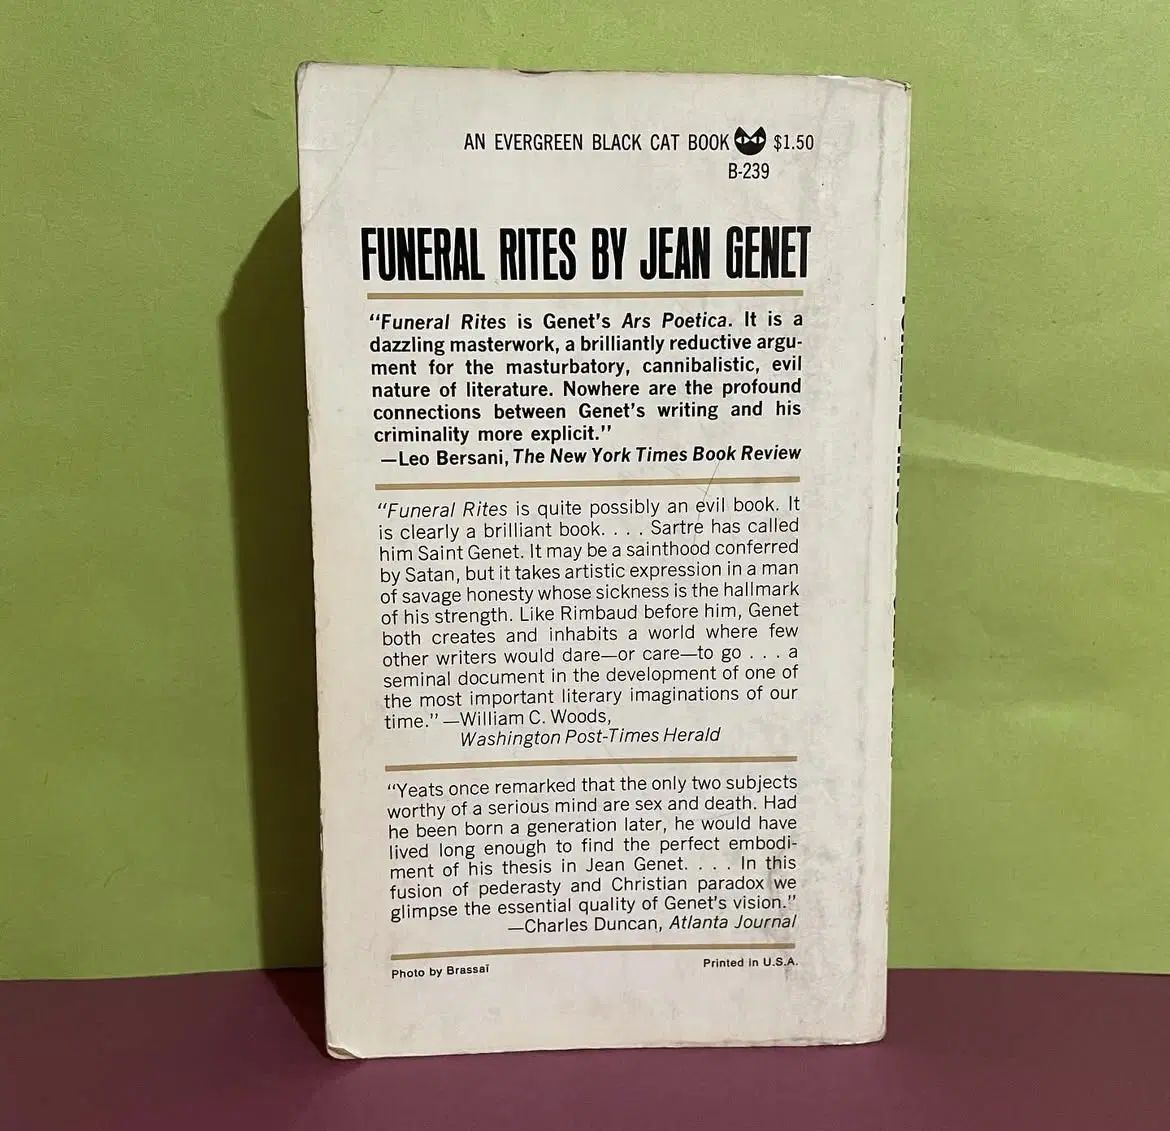 AN EVERGREEN BLACK CAT BOOK $1.50
B-239
FUNERAL RITES BY JEAN GENET
“Funeral Rites is Genet’s Ars Poetica. It is a
dazzling masterwork, a brilliantly reductive argu-
ment for the masturbatory, cannibalistic, evil
nature of literature. Nowhere are the profound
connections between Genet’s writing and his
criminality more explicit.”
—Leo Bersani, The New York Times Book Review
“Funeral Rites is quite possibly an evil book. It
is clearly a brilliant book. . . . Sartre has called
him Saint Genet. It may be a sainthood conferred
by Satan, but it takes artistic expression in a man
of savage honesty whose sickness is the hallmark
of his strength. Like Rimbaud before him, Genet
both creates and inhabits a world where few
other writers would dare—or care—to go . . . a
seminal document in the development of one of
the most important literary imaginations of our
time.” —William C. Woods,
Washington Post-Times Herald
“Yeats once remarked that the only two subjects
worthy of a serious mind are sex and death. Had
he been born a generation later, he would have
lived long enough to find the perfect embodi-
ment of his thesis in Jean Genet. . . . In this
fusion of pederasty and Christian paradox we
glimpse the essential quality of Genet’s vision.”
—Charles Duncan, Atlanta Journal
Photo by Brassaï
Printed in U.S.A.